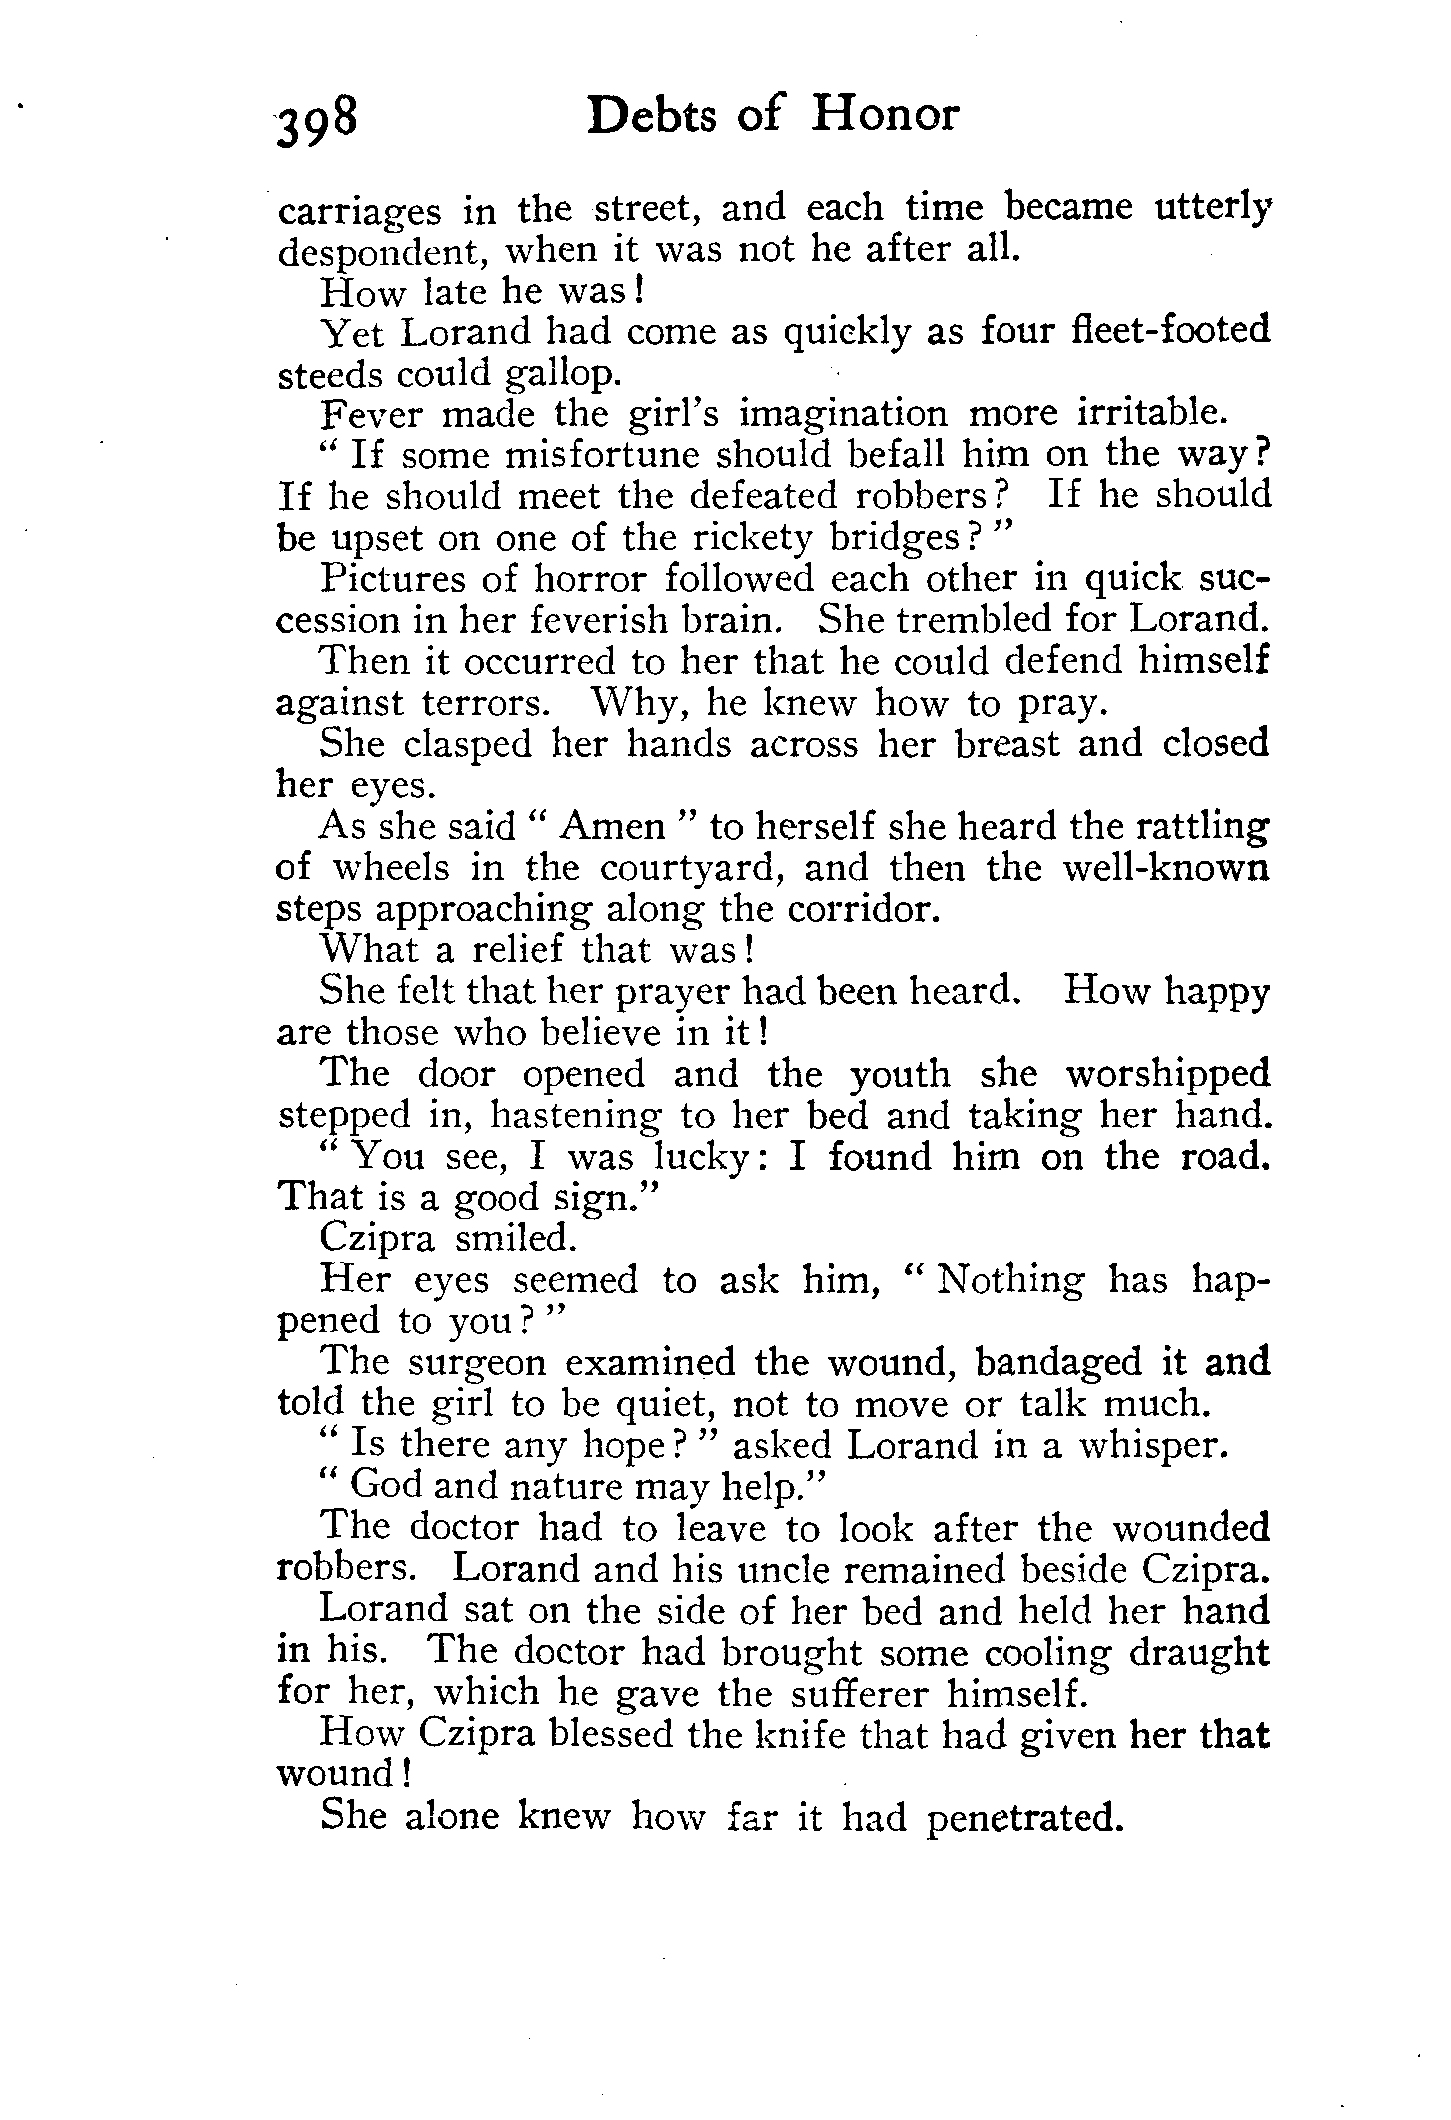 398 Debts of Honor
carriages in the street, and each time became utterly
despondent, when it was not he after all.
How late he was!
Yet Lorand had come as quickly as four fleet-footed
steeds could gallop.
Fever made the girl's imagination more irritable.
" If some misfortune should befall him on the way?
If he should meet the defeated robbers? If he should
be upset on one of the rickety bridges? "
Pictures of horror followed each other in quick suc-
cession in her feverish brain. She trembled for Lorand.
Then it occurred to her that he could defend himself
against terrors. Why, he knew how to pray.
She clasped her hands across her breast and closed
her eyes.
As she said " Amen " to herself she heard the rattling
of wheels in the courtyard, and then the well-known
steps approaching along the corridor.
What a relief that was!
She felt that her prayer had been heard. How happy
are those who believe in it!
The door opened and the youth she worshipped
stepped in, hastening to her bed and taking her hand.
" You see, I was lucky: I found him on the road.
That is a good sign."
Czipra smiled.
Her eyes seemed to ask him, " Nothing has hap-
pened to you? "
The surgeon examined the wound, bandaged it and
told the girl to be quiet, not to move or talk much.
" Is there any hope? " asked Lorand in a whisper.
" God and nature may help."
The doctor had to leave to look after the wounded
robbers. Lorand and his uncle remained beside Czipra.
Lorand sat on the side of her bed and held her hand
in his. The doctor had brought some cooling draught
for her, which he gave the sufferer himself.
How Czipra blessed the knife that had given her that
wound!
She alone knew how far it had penetrated.